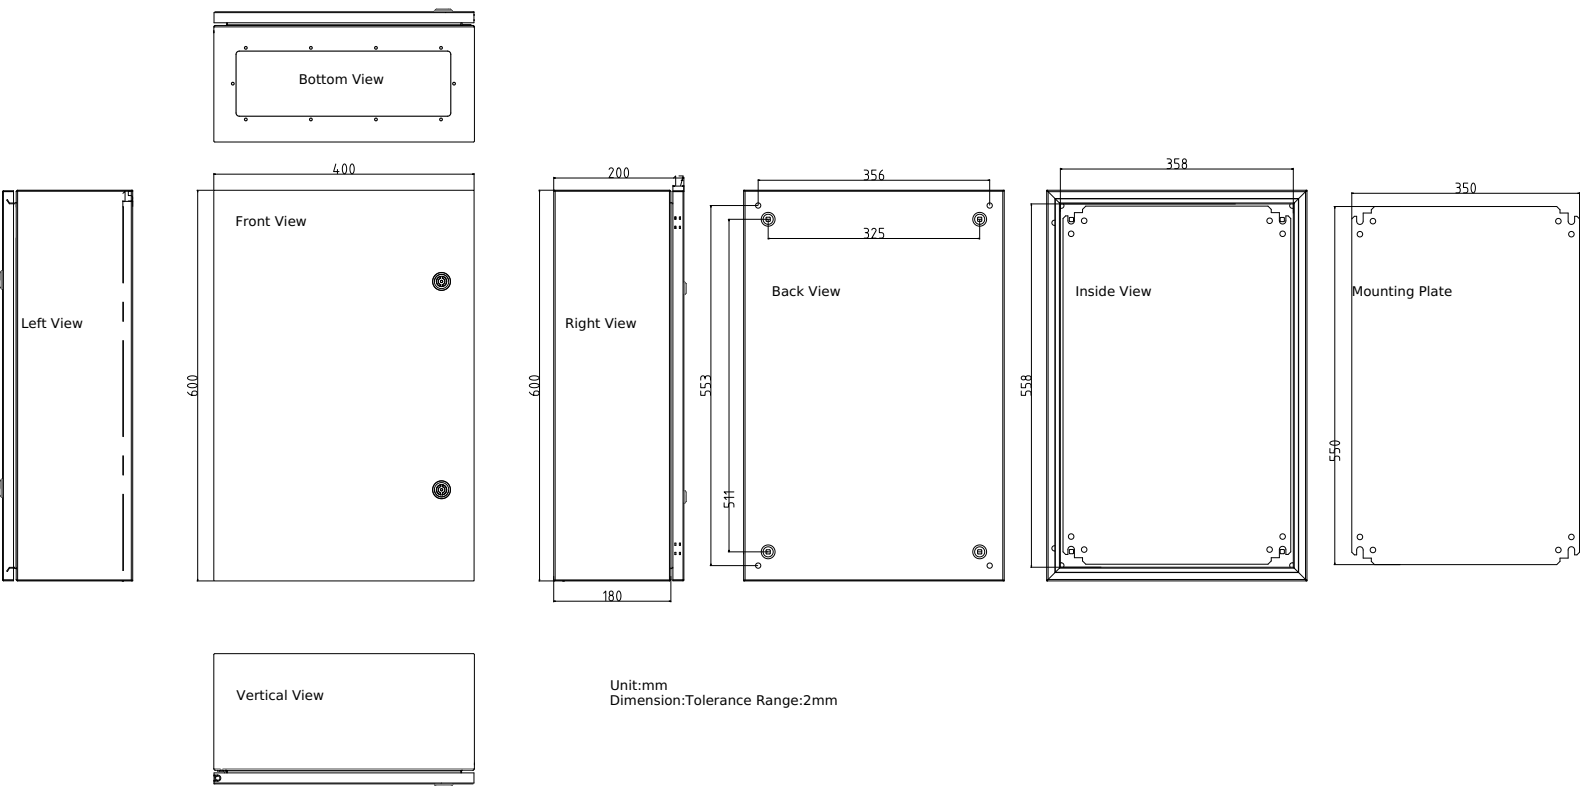 Bottom View
400
200
17
356
358
350
15
Front View
325
Back View
Inside View
Mounting Plate
Left View
Right View
600
600
553
558
550
511
180
Vertical View
Unit:mm
Dimension:Tolerance Range:2mm